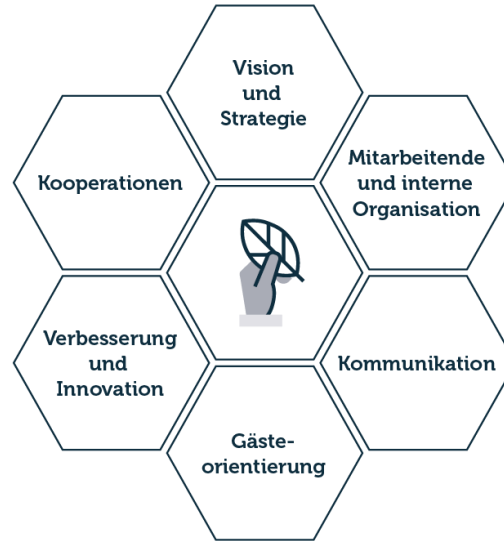 Vision
und
Strategie
Mitarbeitende
und interne
Organisation
Kommunikation
Gäste-
orientierung
Verbesserung
und
Innovation
Kooperationen